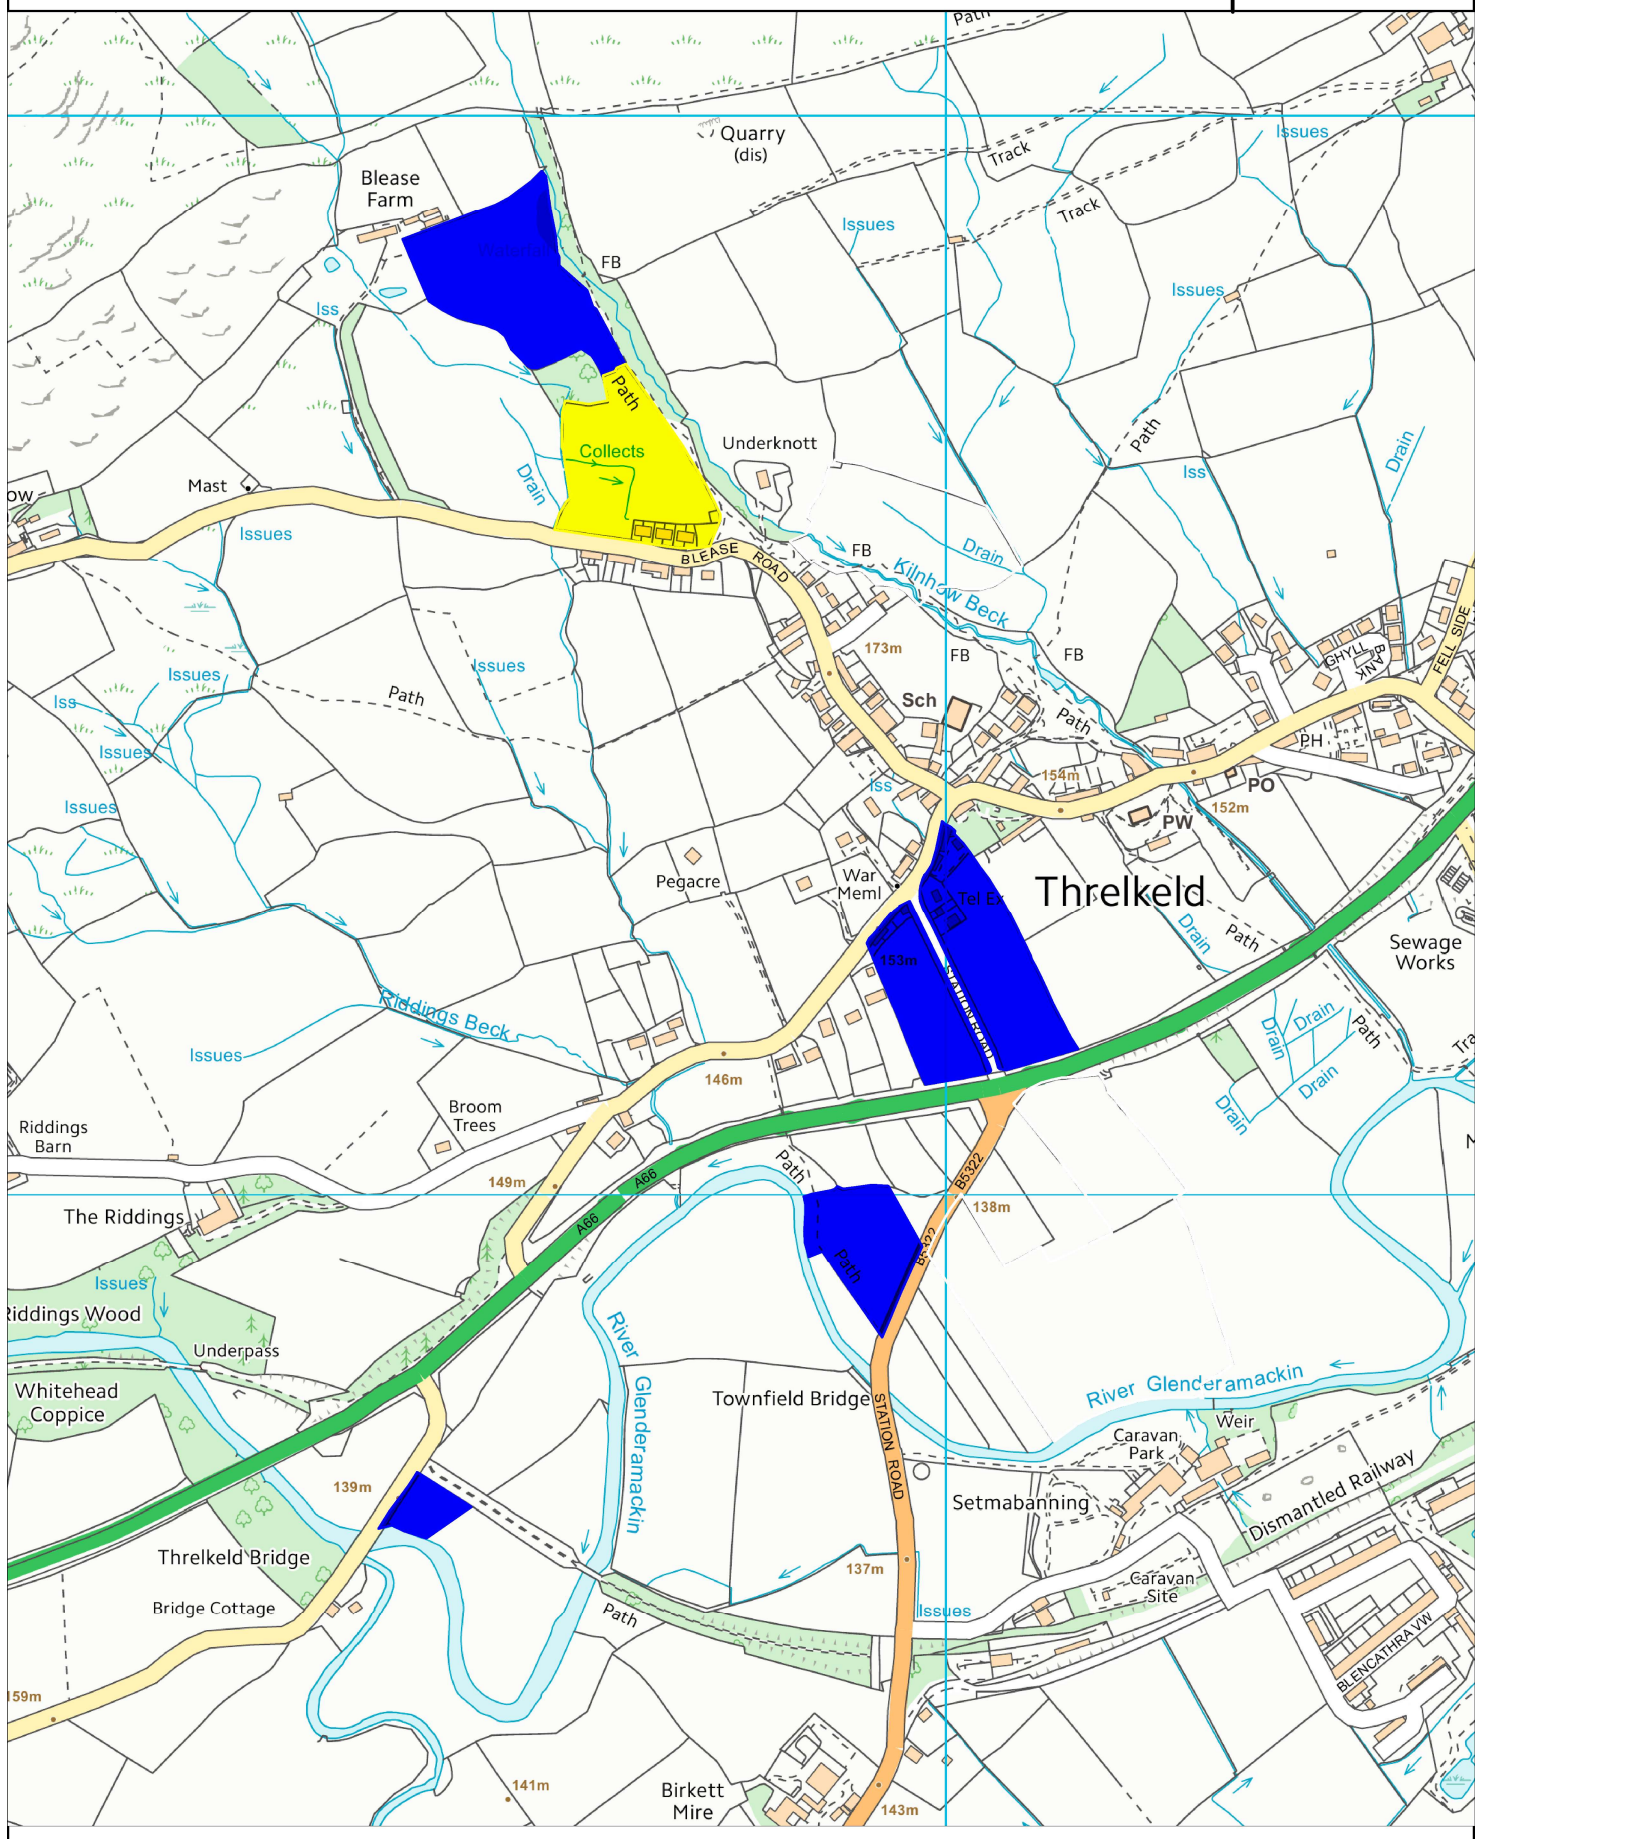 Path
Quarry
(dis)
Issues
Track
Blease
Farm
Track
Issues
FB
Issues
Iss
Path
Underknott
Path
Collects
Drain
Iss
Drain
Mast
ow
Issues
BLEASE ROAD
FB
Drain
Kilnhow Beck
FELL SIDE
173m
FB
FB
GHYLL
BANK
Issues
Issues
Path
Iss
Sch
Path
Issues
PH
154m
PO
Iss
152m
Issues
PW
War
Meml
Pegacre
Tel Ex
Threlkeld
Drain
Path
Sewage
Works
153m
STATION ROAD
Riddings Beck
Issues
Drain
Drain
Path
Tra
146m
Drain
Drain
Broom
Trees
Riddings
Barn
M
Path
A66
B5322
149m
138m
The Riddings
A66
B5322
Path
Issues
Riddings Wood
River
Underpass
Whitehead
Coppice
Glenderamackin
Townfield Bridge
River Glenderamackin
Weir
Caravan
Park
STATION ROAD
139m
Setmabanning
Dismantled Railway
Threlkeld Bridge
137m
Caravan
Site
Bridge Cottage
Path
Issues
BLENCATHRA VW
159m
141m
Birkett
Mire
143m